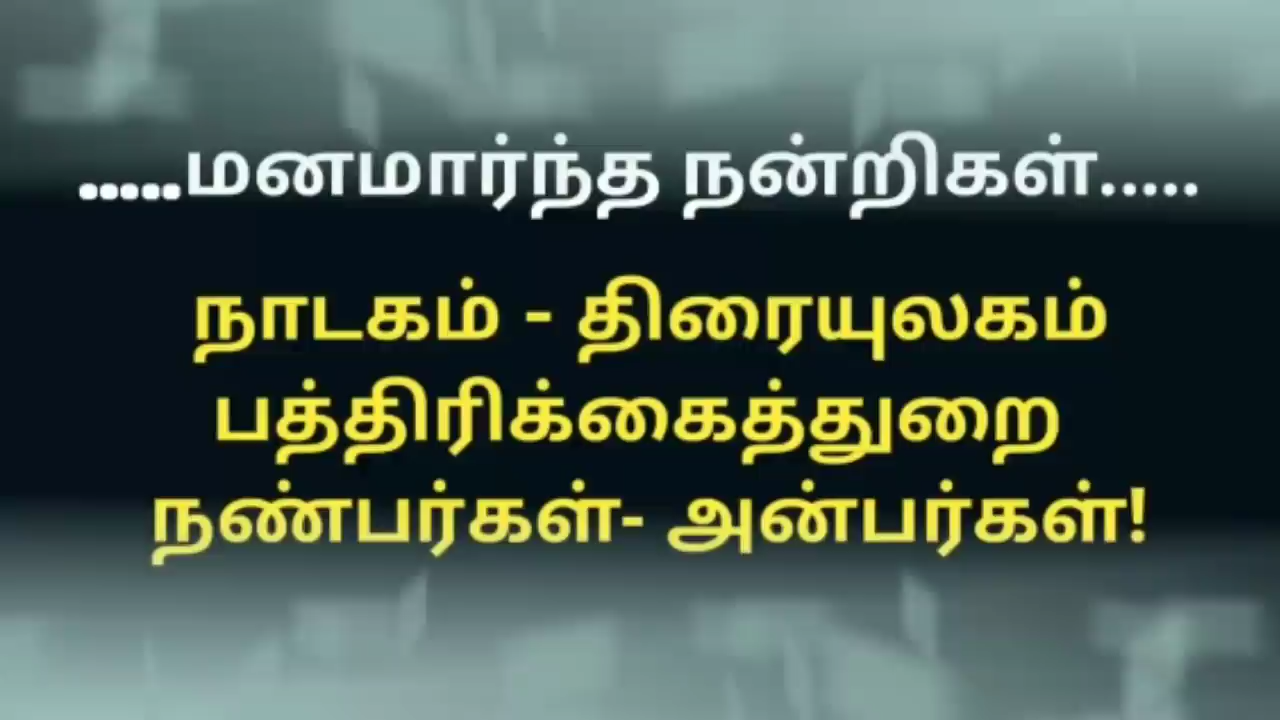 .....மனமார்ந்த நன்றிகள்.....
நாடகம் - திரையுலகம்
பத்திரிக்கைத்துறை
நண்பர்கள்- அன்பர்கள்!